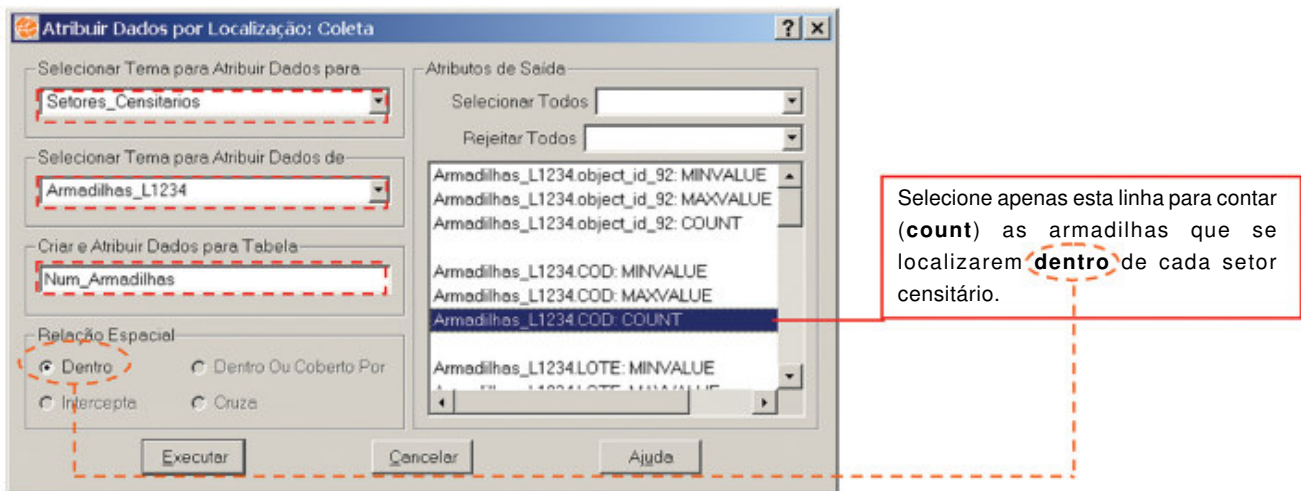 Atribuir Dados por Localização: Coleta
Selecionar Tema para Atribuir Dados para
Setores_Censitarios
Selecionar Tema para Atribuir Dados de
Armadilhas_L1234
Criar e Atribuir Dados para Tabela
Num_Armadilhas
Relação Espacial
Dentro
Dentro Ou Coberto Por
Intercepta
Cruza
Atributos de Saída
Selecionar Todos
Rejeitar Todos
Armadilhas_L1234.object_id_92: MINVALUE
Armadilhas_L1234.object_id_92: MAXVALUE
Armadilhas_L1234.object_id_92: COUNT
Armadilhas_L1234.COD: MINVALUE
Armadilhas_L1234.COD: MAXVALUE
Armadilhas_L1234.COD: COUNT
Armadilhas_L1234.LOTE: MINVALUE
Executar
Cancelar
Ajuda
Selecione apenas esta linha para contar
(count) as armadilhas que se
localizarem dentro de cada setor
censitário.